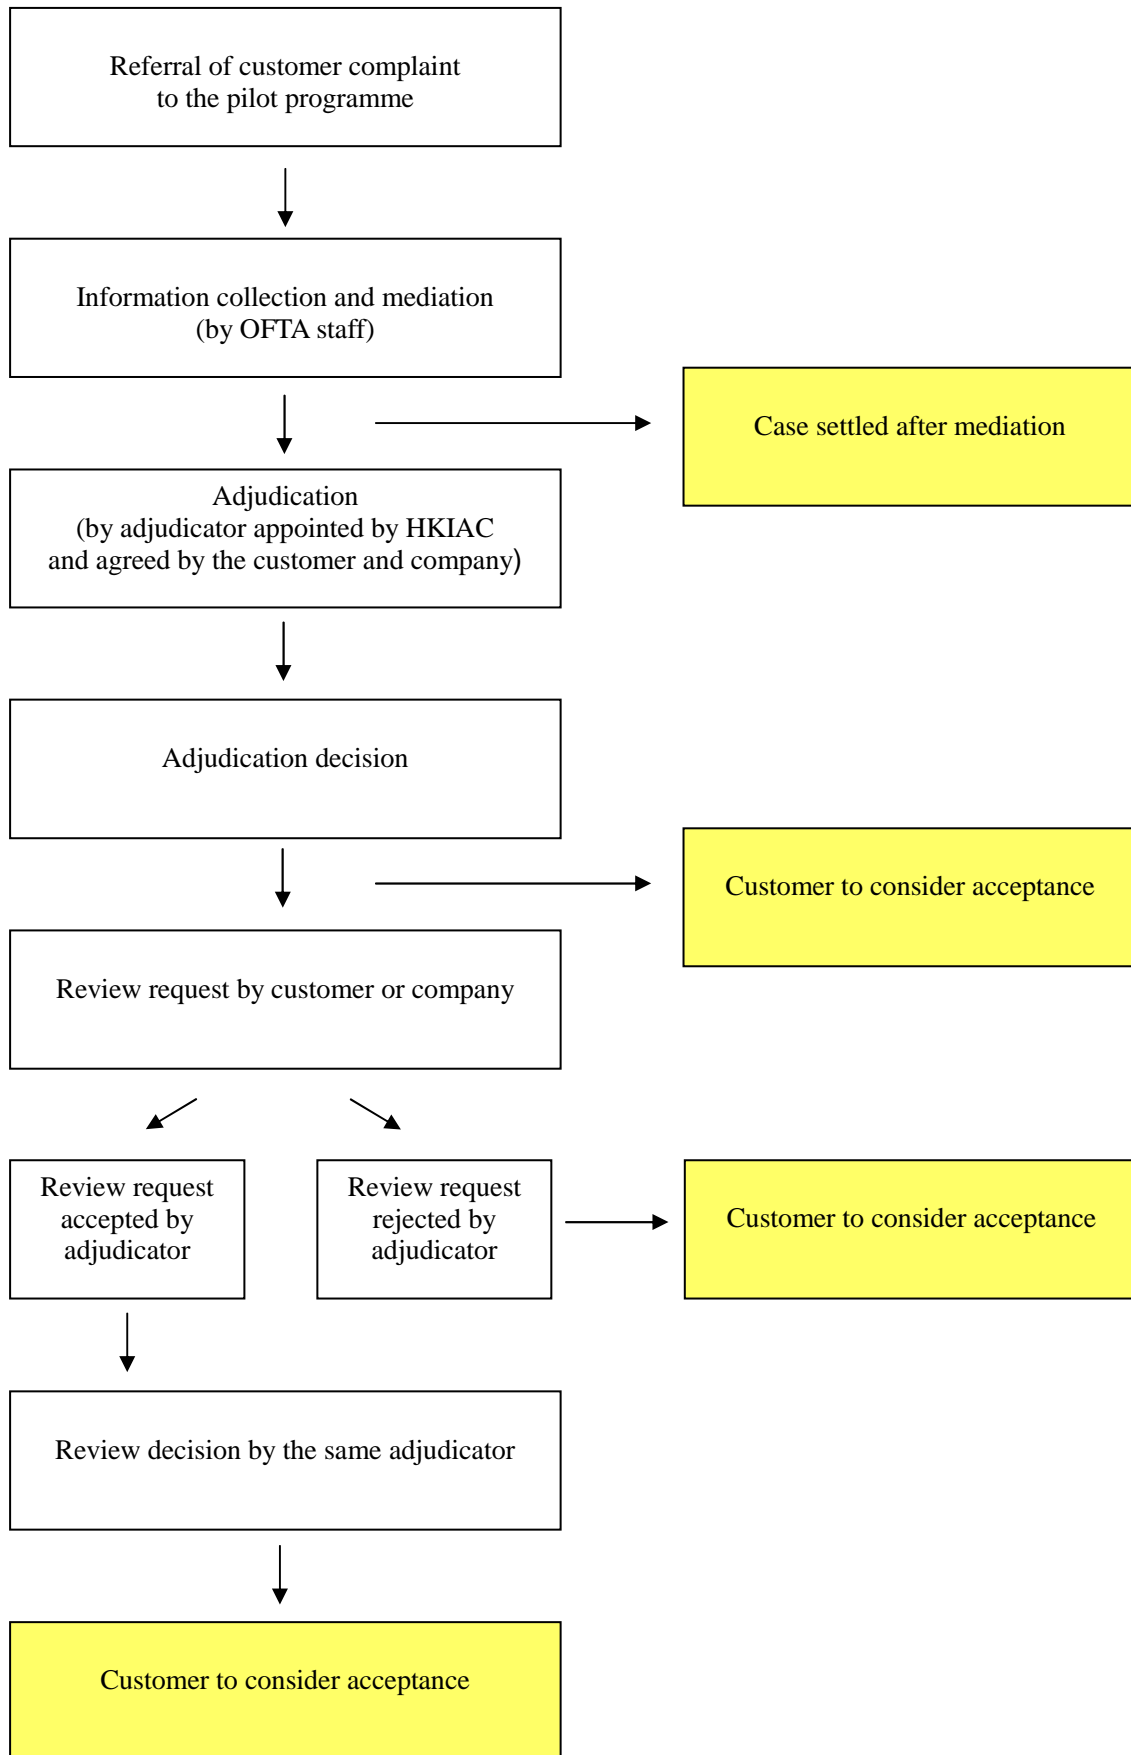 Referral of customer complaint
to the pilot programme
Information collection and mediation
(by OFTA staff)
Case settled after mediation
Adjudication
(by adjudicator appointed by HKIAC
and agreed by the customer and company)
Adjudication decision
Customer to consider acceptance
Review request by customer or company
Review request
accepted by
adjudicator
Review request
rejected by
adjudicator
Customer to consider acceptance
Review decision by the same adjudicator
Customer to consider acceptance